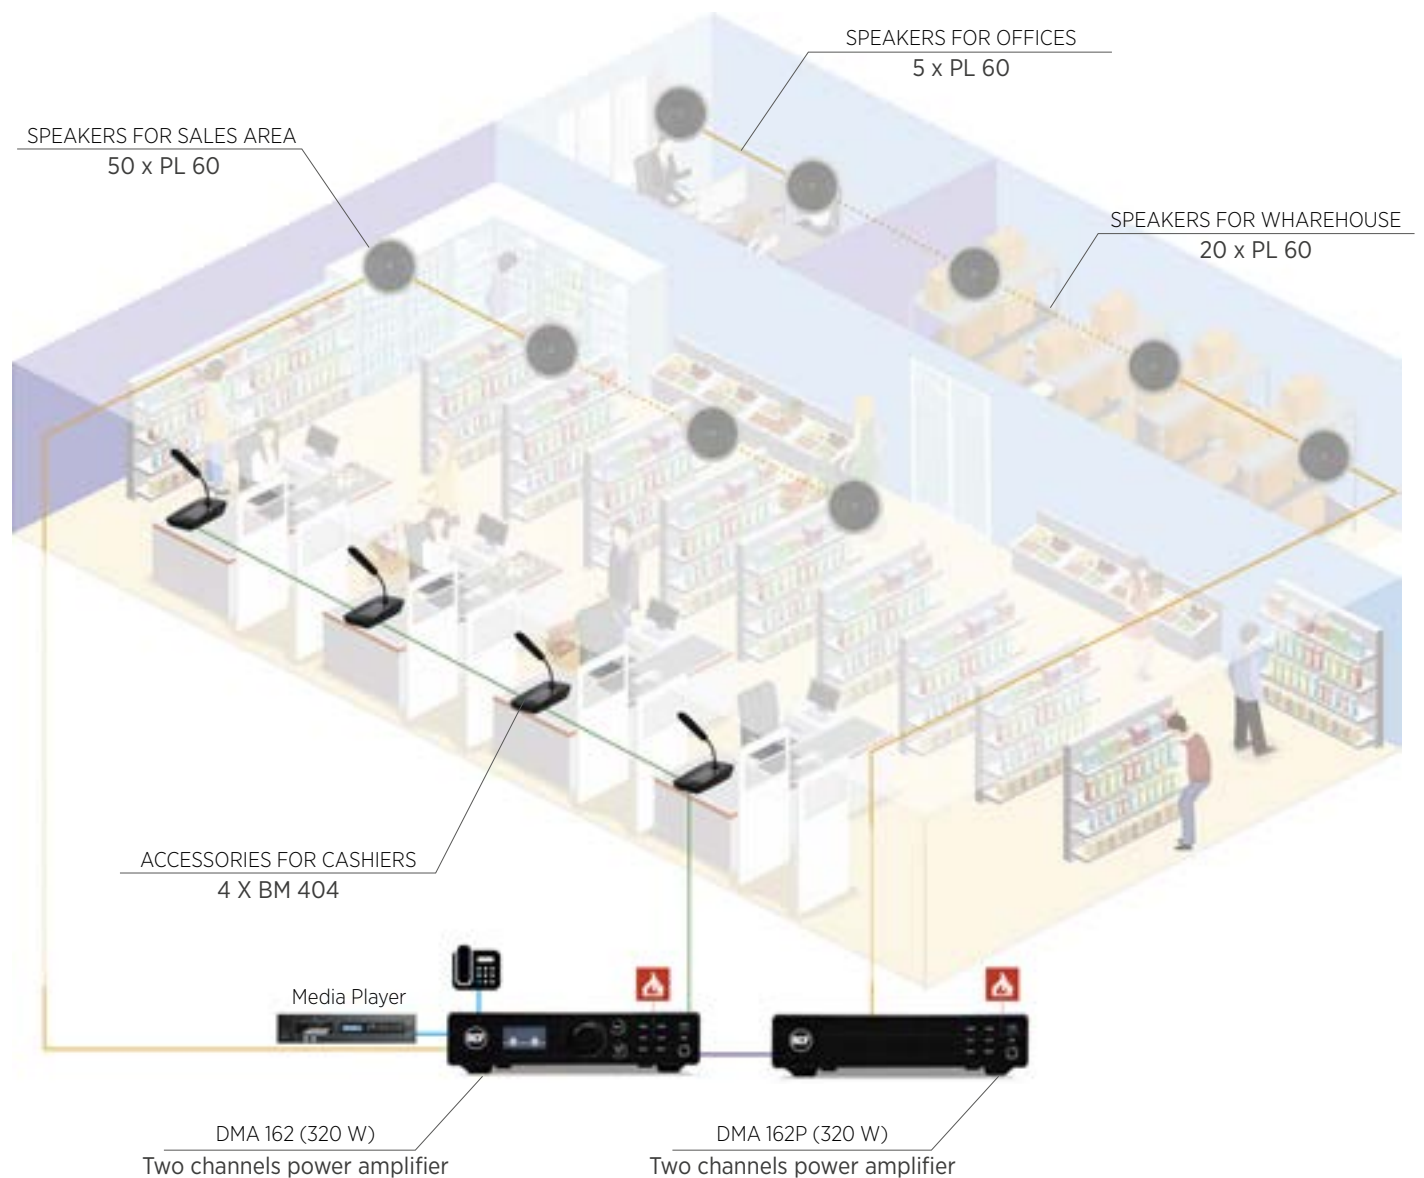 SPEAKERS FOR OFFICES
5 x PL 60
SPEAKERS FOR SALES AREA
50 x PL 60
SPEAKERS FOR WHAREHOUSE
20 x PL 60
ACCESSORIES FOR CASHIERS
4 X BM 404
Media Player
RCF
RCF
DMA 162 (320 W)
Two channels power amplifier
DMA 162P (320 W)
Two channels power amplifier